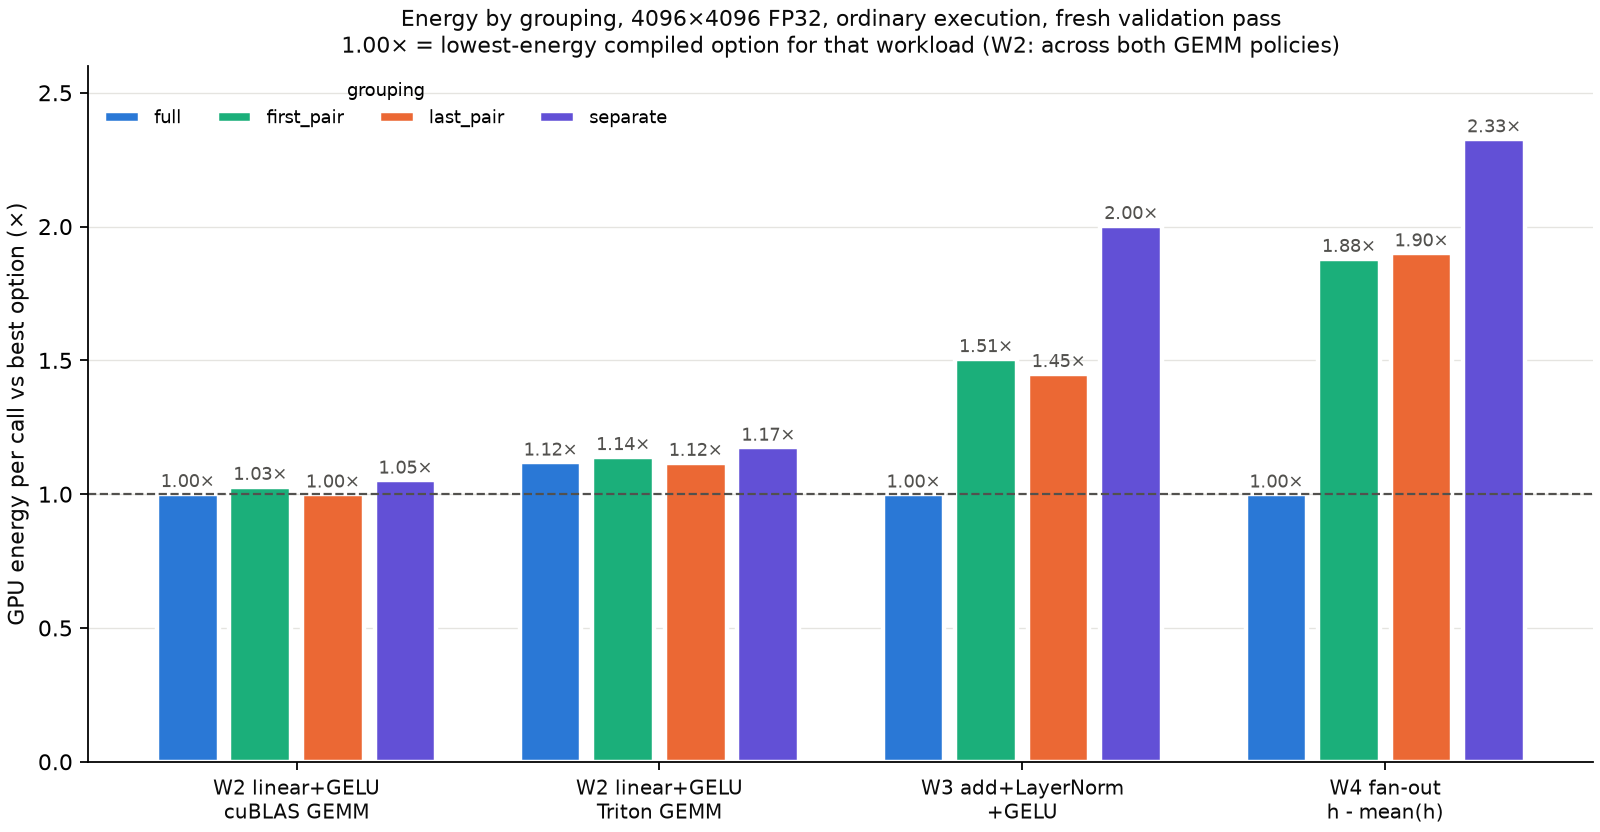 Energy by grouping, 4096×4096 FP32, ordinary execution, fresh validation pass
1.00× = lowest-energy compiled option for that workload (W2: across both GEMM policies)
GPU energy per call vs best option (×)
2.5
2.0
1.5
1.0
0.5
0.0
grouping
full
first_pair
last_pair
separate
1.00×
1.03×
1.00×
1.05×
1.12×
1.14×
1.12×
1.17×
1.00×
1.51×
1.45×
2.00×
1.00×
1.88×
1.90×
2.33×
W2 linear+GELU
cuBLAS GEMM
W2 linear+GELU
Triton GEMM
W3 add+LayerNorm
+GELU
W4 fan-out
h - mean(h)